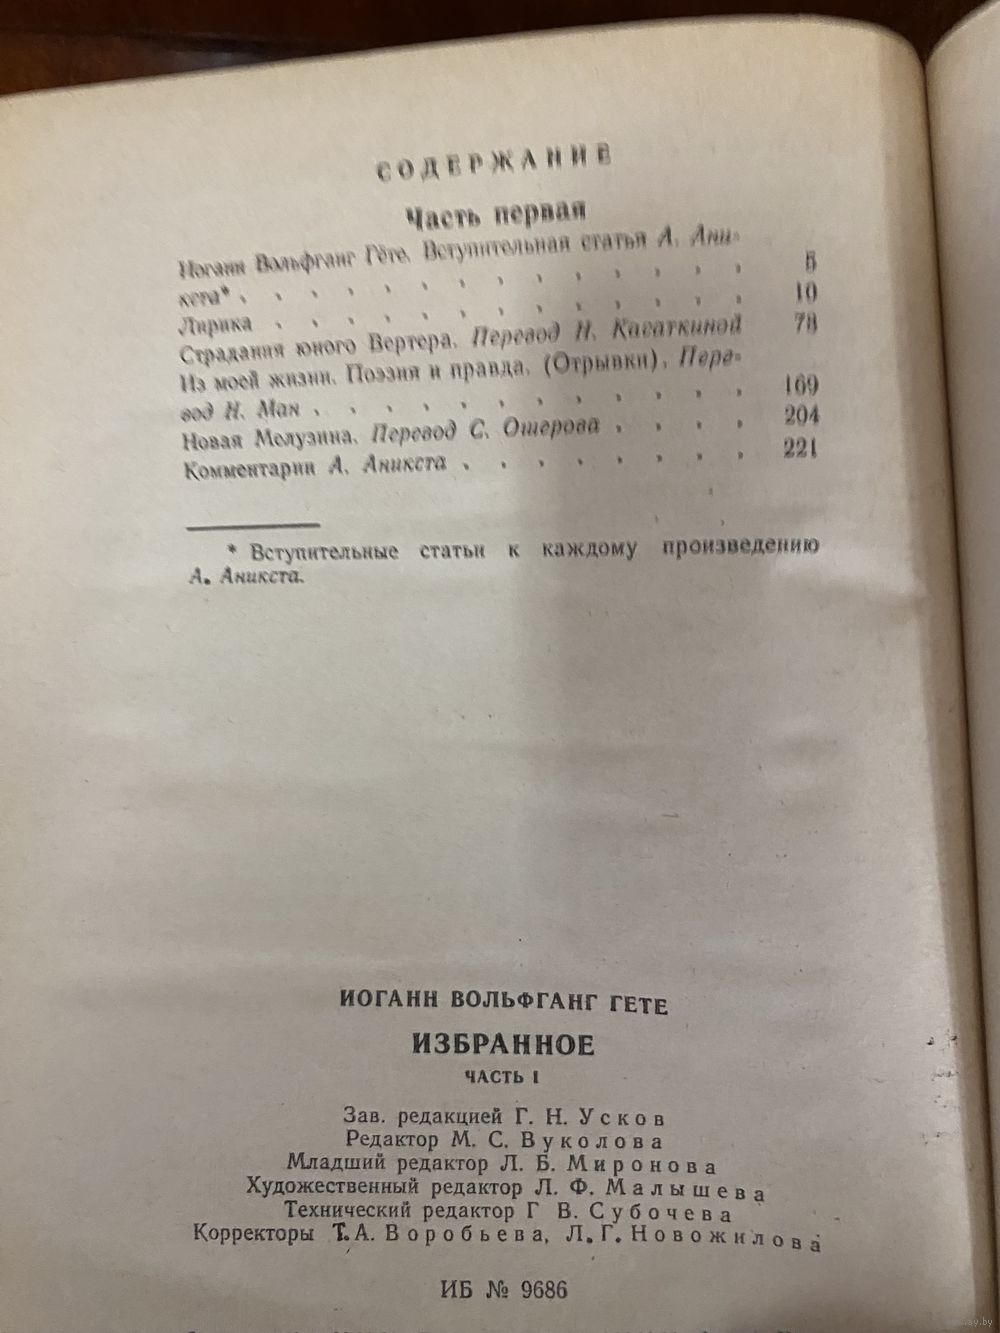 СОДЕРЖАНИЕ
Часть первая
Иоганн Вольфганг Гёте. Вступительная статья А. Ани-
кста* . . . . . . . . . . . . . . 5
Лирика . . . . . . . . . . . . . 10
Страдания юного Вертера. Перевод Н. Касаткиной 78
Из моей жизни. Поэзия и правда. (Отрывки). Пере-
вод Н. Ман . . . . . . . . . . . . 169
Новая Мелузина. Перевод С. Ошерова . . . . 204
Комментарии А. Аникста . . . . . . . . 221
* Вступительные статьи к каждому произведению
А. Аникста.
ИОГАНН ВОЛЬФГАНГ ГЕТЕ
ИЗБРАННОЕ
ЧАСТЬ I
Зав. редакцией Г. Н. Усков
Редактор М. С. Вуколова
Младший редактор Л. Б. Миронова
Художественный редактор Л. Ф. Малышева
Технический редактор Г В. Субочева
Корректоры Т. А. Воробьева, Л. Г. Новожилова
ИБ № 9686